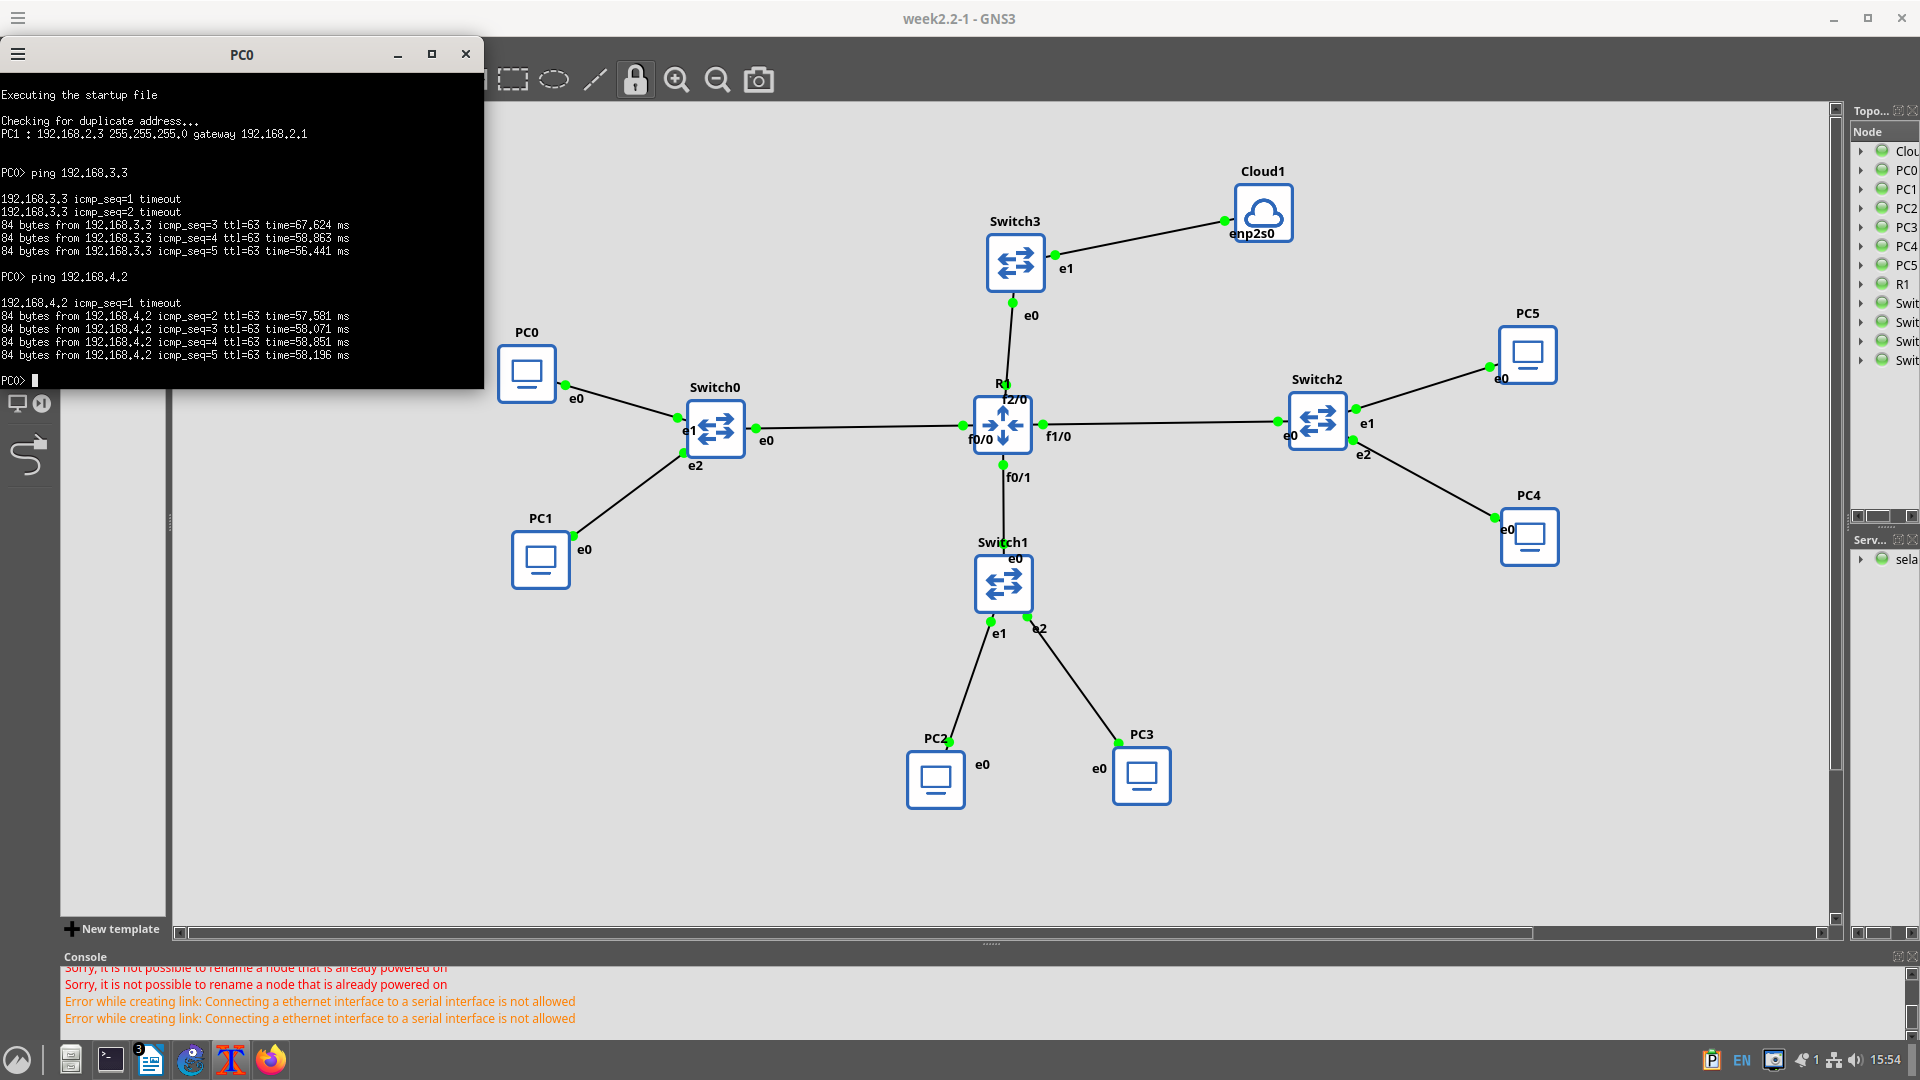 week2.2-1 - GNS3
PC0
Executing the startup file
Checking for duplicate address...
PC1 : 192.168.2.3 255.255.255.0 gateway 192.168.2.1
PC0> ping 192.168.3.3
192.168.3.3 icmp_seq=1 timeout
192.168.3.3 icmp_seq=2 timeout
84 bytes from 192.168.3.3 icmp_seq=3 ttl=63 time=67.624 ms
84 bytes from 192.168.3.3 icmp_seq=4 ttl=63 time=58.863 ms
84 bytes from 192.168.3.3 icmp_seq=5 ttl=63 time=56.441 ms
PC0> ping 192.168.4.2
192.168.4.2 icmp_seq=1 timeout
84 bytes from 192.168.4.2 icmp_seq=2 ttl=63 time=57.581 ms
84 bytes from 192.168.4.2 icmp_seq=3 ttl=63 time=58.071 ms
84 bytes from 192.168.4.2 icmp_seq=4 ttl=63 time=58.851 ms
84 bytes from 192.168.4.2 icmp_seq=5 ttl=63 time=58.196 ms
PC0>
Cloud1
enp2s0
Switch3
e1
e0
PC0
e0
Switch0
e1
e0
e2
PC1
e0
R1
f2/0
f0/0
f1/0
f0/1
Switch2
e0
e1
e2
PC5
e0
PC4
e0
Switch1
e0
e1
e2
PC2
e0
PC3
e0
Topo...
Node
Clou
PC0
PC1
PC2
PC3
PC4
PC5
R1
Swit
Swit
Swit
Swit
Serv...
sela
New template
Console
Sorry, it is not possible to rename a node that is already powered on
Sorry, it is not possible to rename a node that is already powered on
Error while creating link: Connecting a ethernet interface to a serial interface is not allowed
Error while creating link: Connecting a ethernet interface to a serial interface is not allowed
3
EN
1
15:54